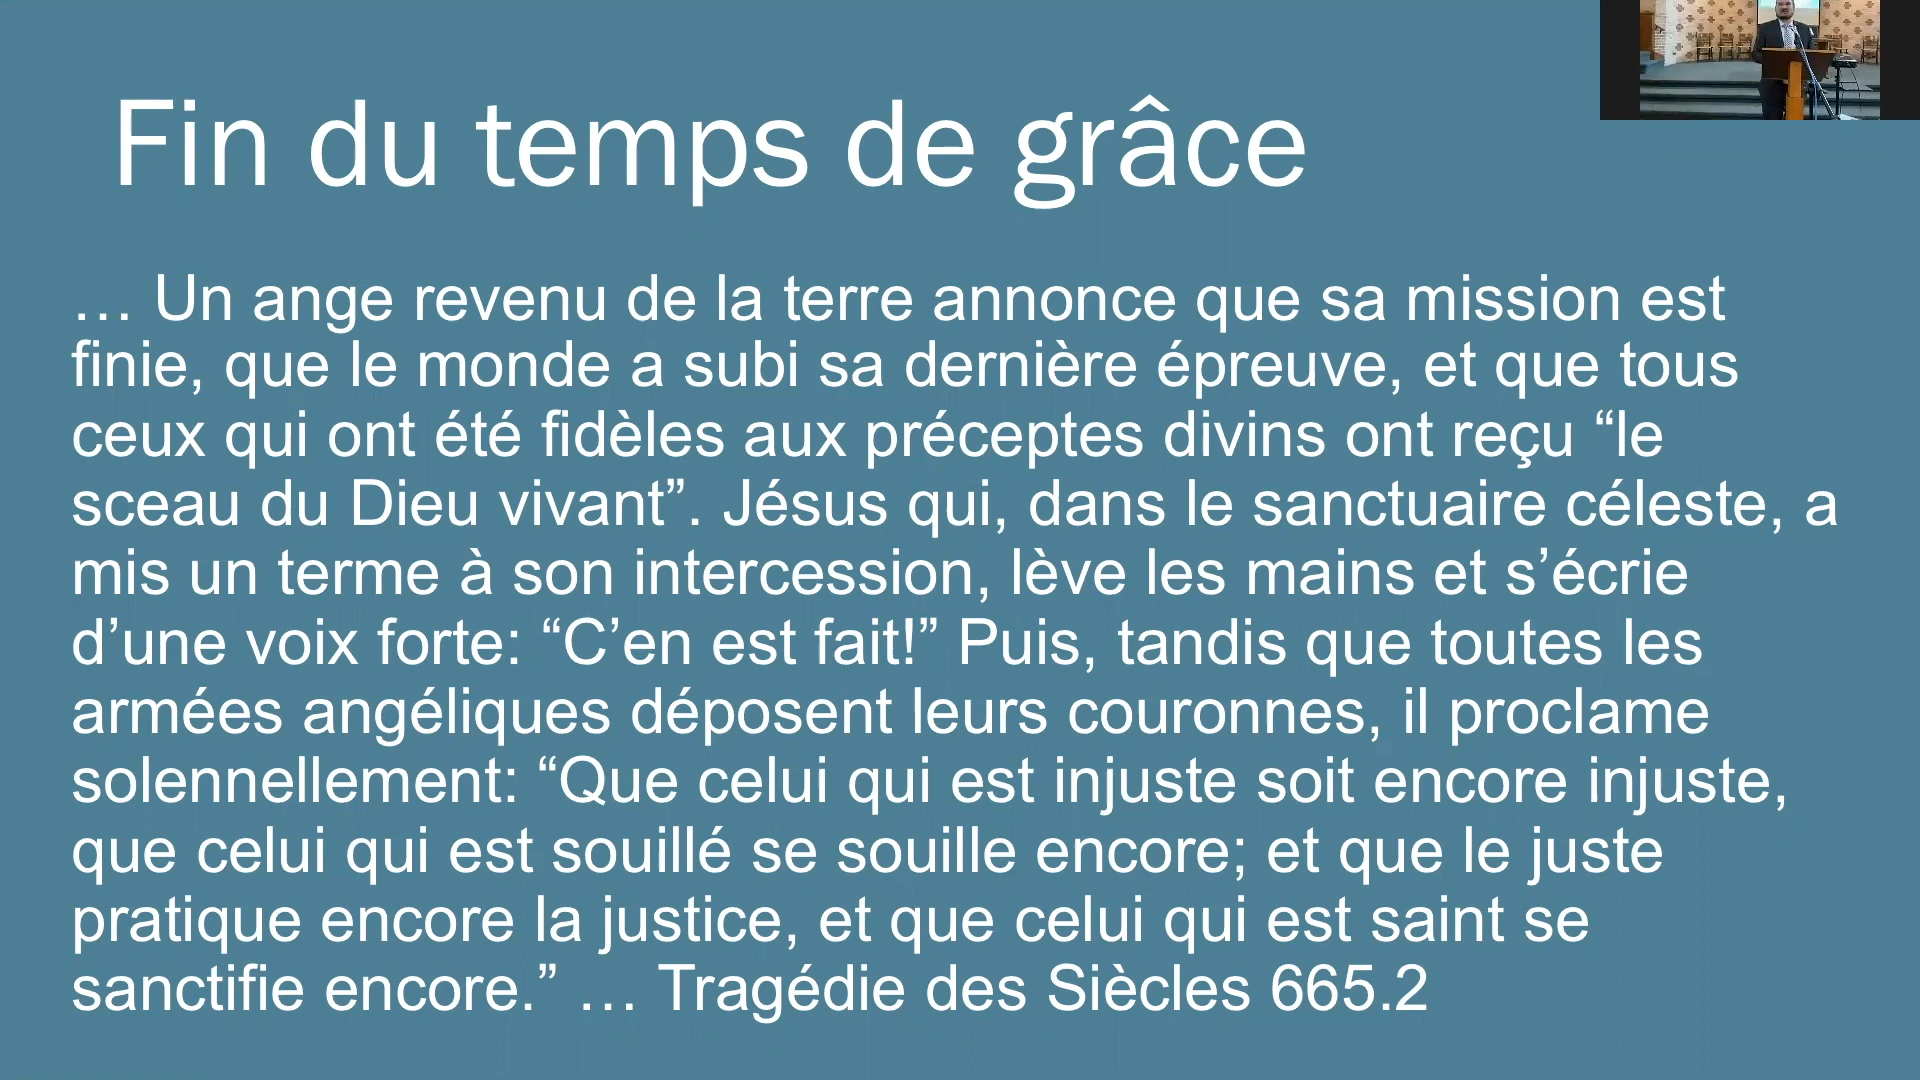 Fin du temps de grâce
… Un ange revenu de la terre annonce que sa mission est
finie, que le monde a subi sa dernière épreuve, et que tous
ceux qui ont été fidèles aux préceptes divins ont reçu “le
sceau du Dieu vivant”. Jésus qui, dans le sanctuaire céleste, a
mis un terme à son intercession, lève les mains et s’écrie
d’une voix forte: “C’en est fait!” Puis, tandis que toutes les
armées angéliques déposent leurs couronnes, il proclame
solennellement: “Que celui qui est injuste soit encore injuste,
que celui qui est souillé se souille encore; et que le juste
pratique encore la justice, et que celui qui est saint se
sanctifie encore.” … Tragédie des Siècles 665.2